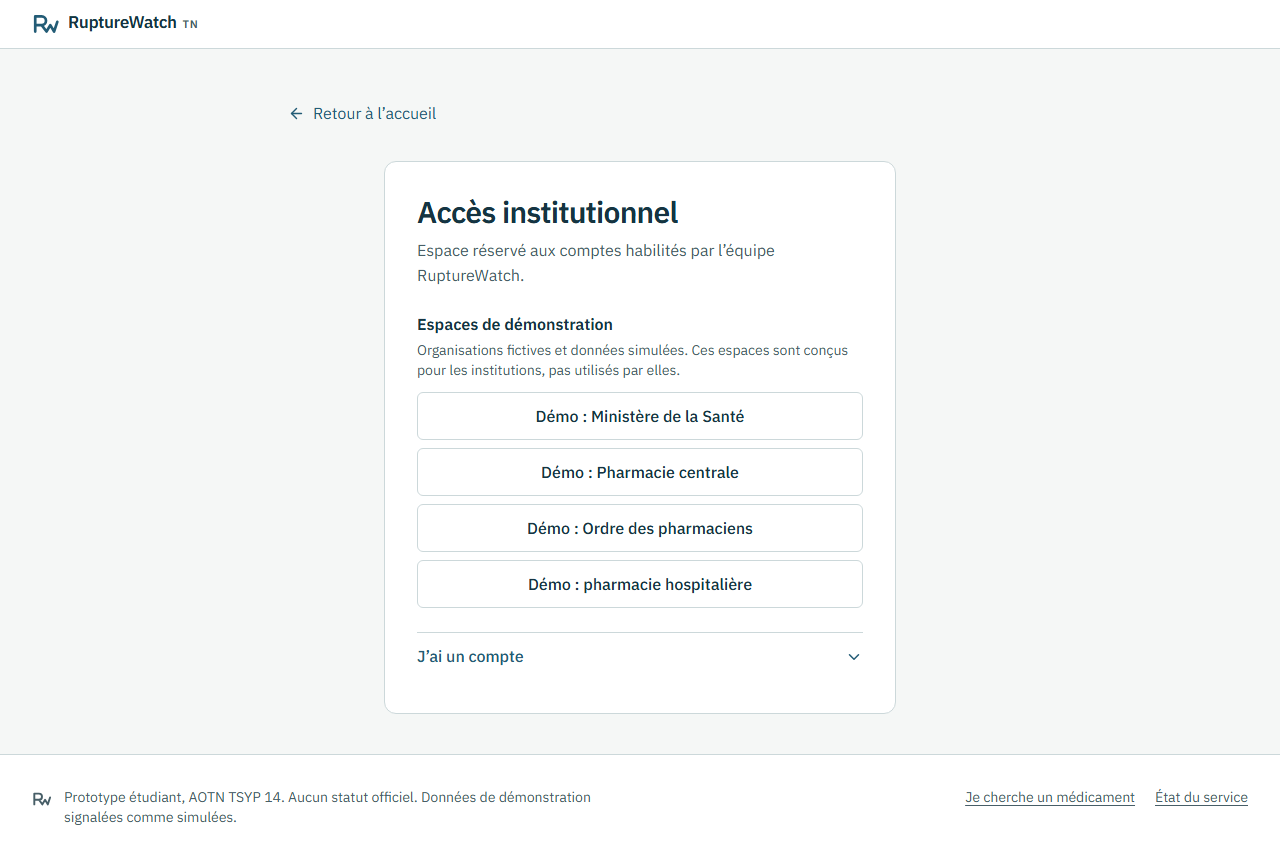 RW RuptureWatch TN
← Retour à l’accueil
Accès institutionnel
Espace réservé aux comptes habilités par l’équipe
RuptureWatch.
Espaces de démonstration
Organisations fictives et données simulées. Ces espaces sont conçus
pour les institutions, pas utilisés par elles.
Démo : Ministère de la Santé
Démo : Pharmacie centrale
Démo : Ordre des pharmaciens
Démo : pharmacie hospitalière
J’ai un compte
RW Prototype étudiant, AOTN TSYP 14. Aucun statut officiel. Données de démonstration
signalées comme simulées.
Je cherche un médicament
État du service